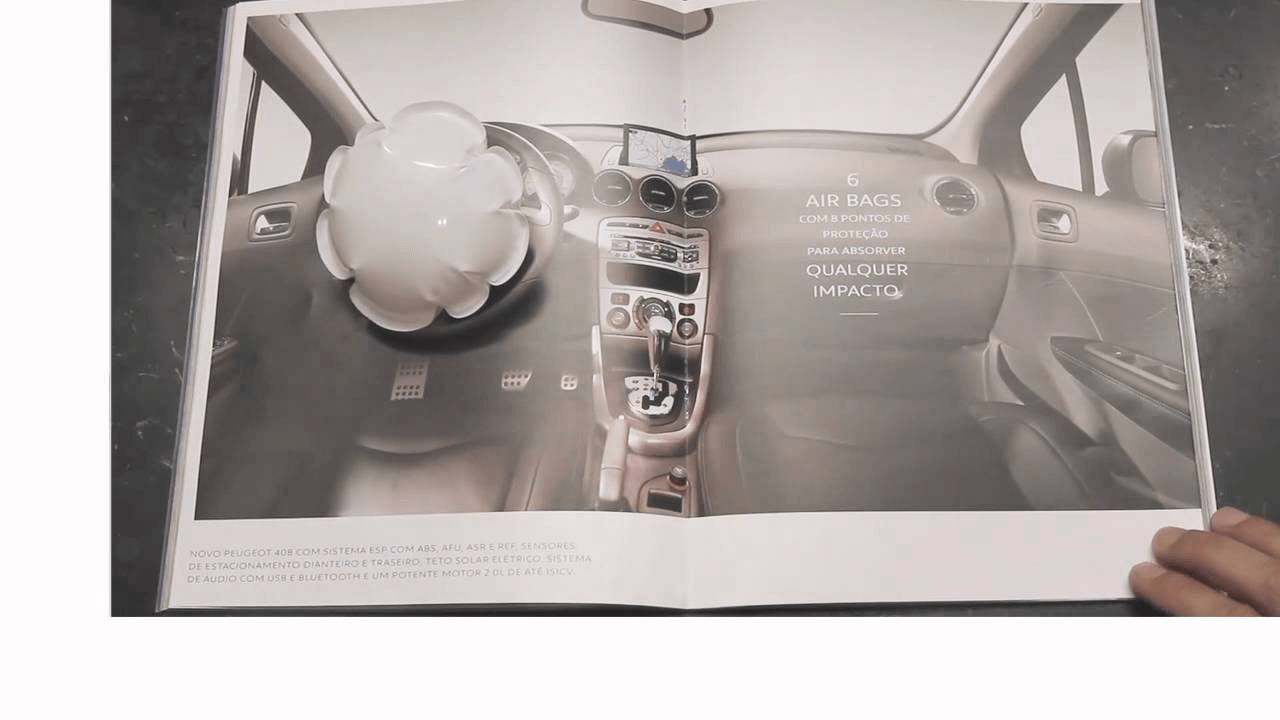 6
AIR BAGS
COM 8 PONTOS DE
PROTEÇÃO
PARA ABSORVER
QUALQUER
IMPACTO.
NOVO PEUGEOT 408 COM SISTEMA ESP COM ABS, AFU, ASR E REF, SENSORES
DE ESTACIONAMENTO DIANTEIRO E TRASEIRO, TETO SOLAR ELÉTRICO, SISTEMA
DE ÁUDIO COM USB E BLUETOOTH E UM POTENTE MOTOR 2.0L DE ATÉ 151CV.